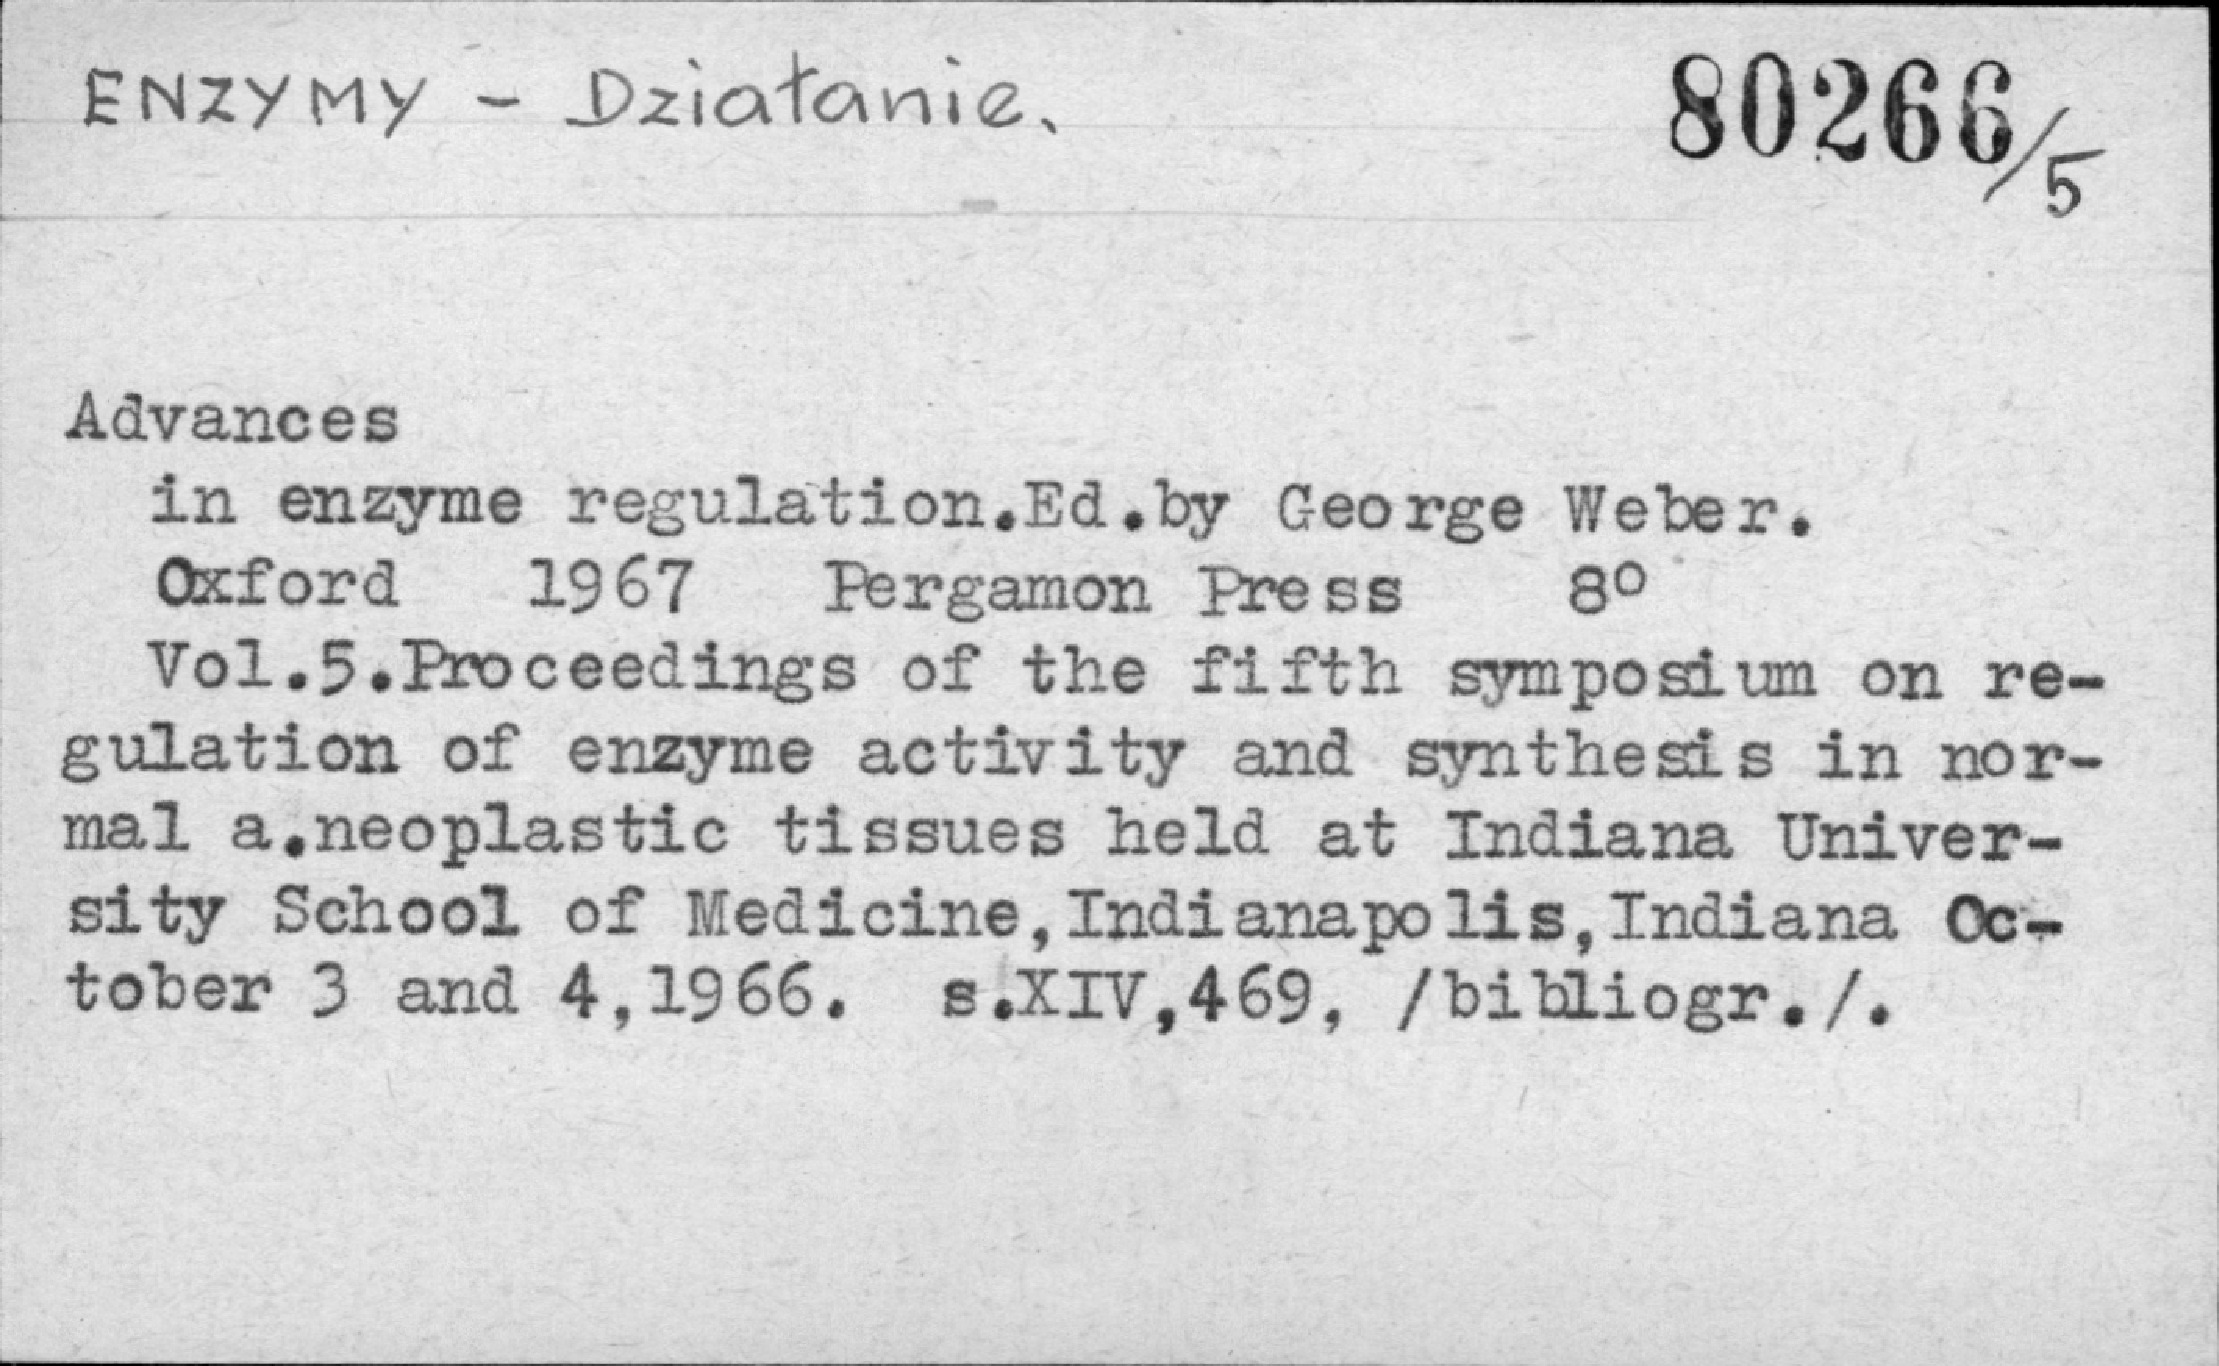 ENZYMY - Działanie.
80266/5
Advances
in enzyme regulation.Ed.by George Weber.
Oxford 1967 Pergamon Press 8º
Vol.5.Proceedings of the fifth symposium on re-
gulation of enzyme activity and synthesis in nor-
mal a.neoplastic tissues held at Indiana Univer-
sity School of Medicine,Indianapolis,Indiana Oc-
tober 3 and 4,1966. s.XIV,469, /bibliogr./.